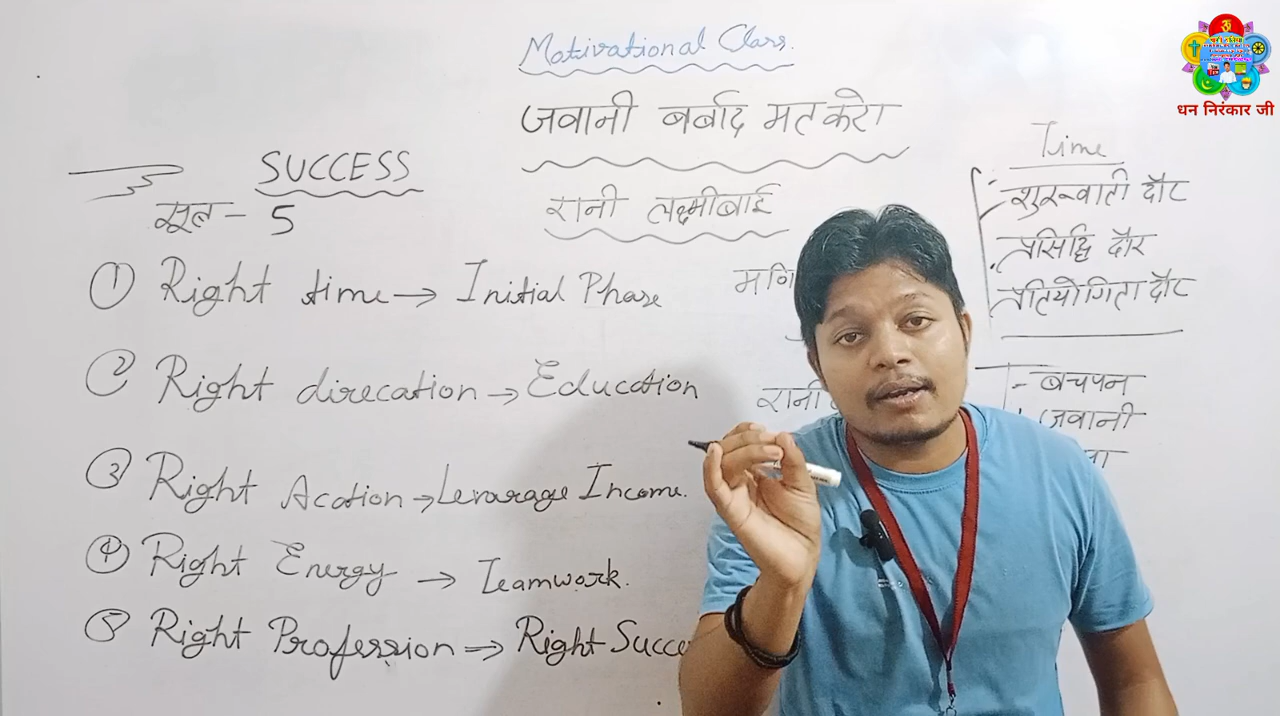 Motivational Class.
जवानी बर्बाद मत करो
SUCCESS
सूत्र - 5
रानी लक्ष्मीबाई
① Right time → Initial Phase
② Right direcation → Education
③ Right Acation → Levarage Income.
④ Right Energy → Teamwork.
⑤ Right Profession → Right Succe
रानी
Time
शुरूवाती दौर
प्रसिद्धि दौर
प्रतियोगिता दौर
- बचपन
जवानी
धन निरंकार जी